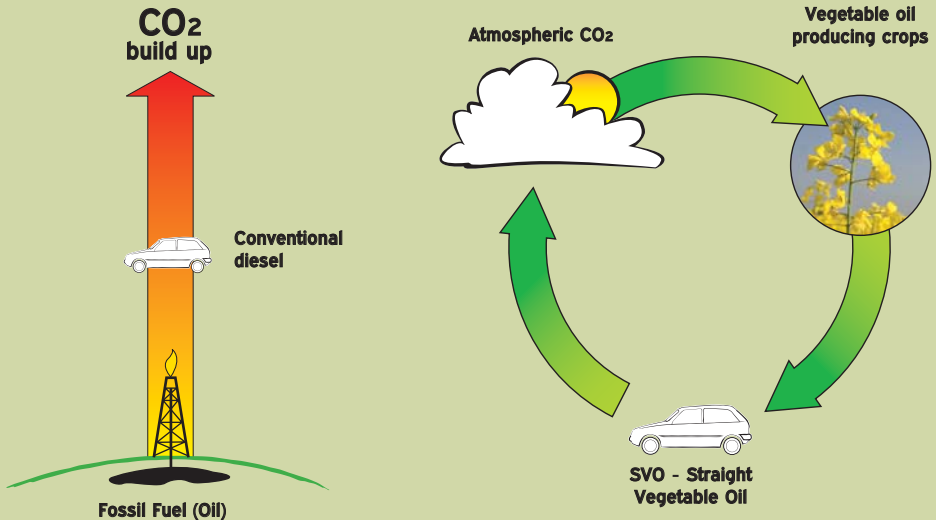 CO2
build up
Conventional
diesel
Fossil Fuel (Oil)
Atmospheric CO2
Vegetable oil
producing crops
SVO - Straight
Vegetable Oil